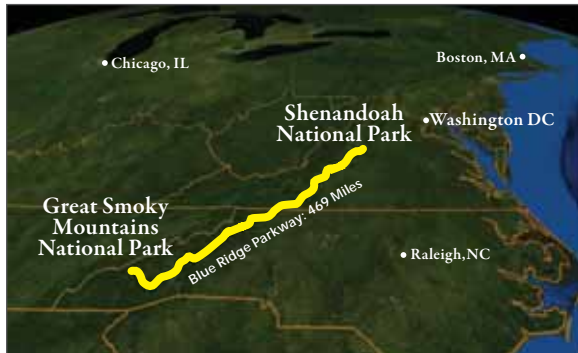 Chicago, IL
Boston, MA
Shenandoah
National Park
Washington DC
Great Smoky
Mountains
National Park
Blue Ridge Parkway: 469 Miles
Raleigh,NC